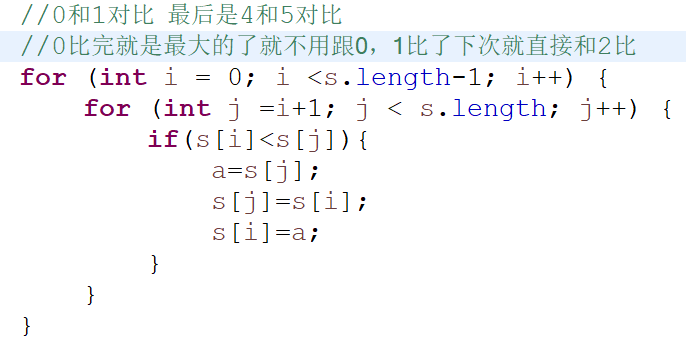 //0和1对比 最后是4和5对比
//0比完就是最大的了就不用跟0，1比了下次就直接和2比
for (int i = 0; i <s.length-1; i++) {
    for (int j =i+1; j < s.length; j++) {
        if(s[i]<s[j]){
            a=s[j];
            s[j]=s[i];
            s[i]=a;
        }
    }
}